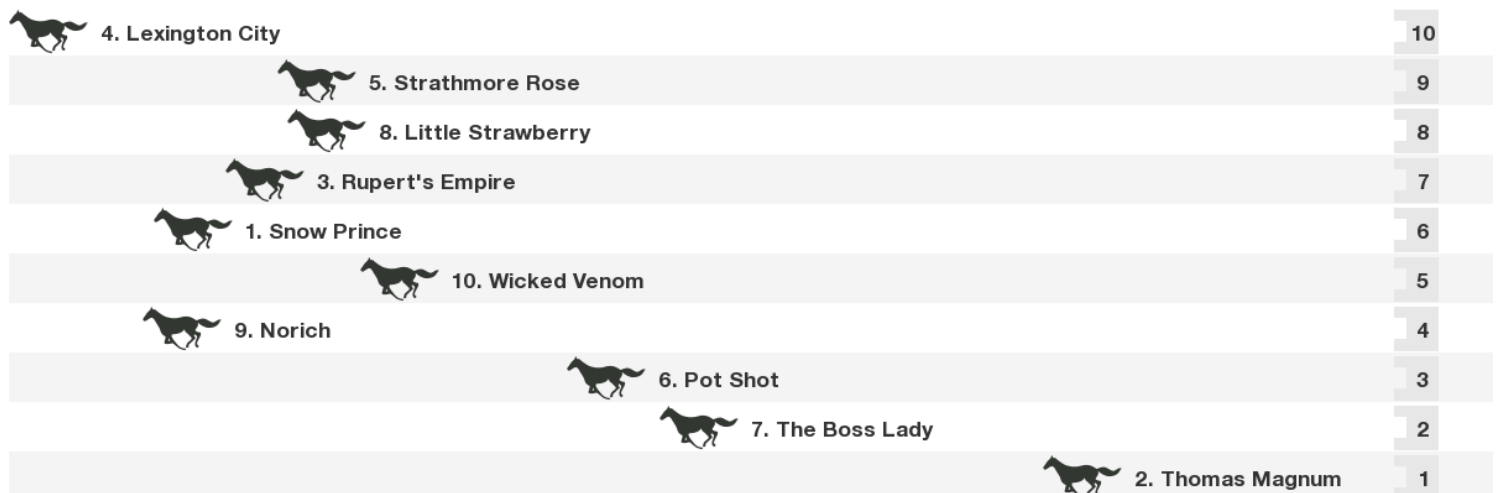 4. Lexington City 10
5. Strathmore Rose 9
8. Little Strawberry 8
3. Rupert's Empire 7
1. Snow Prince 6
10. Wicked Venom 5
9. Norich 4
6. Pot Shot 3
7. The Boss Lady 2
2. Thomas Magnum 1